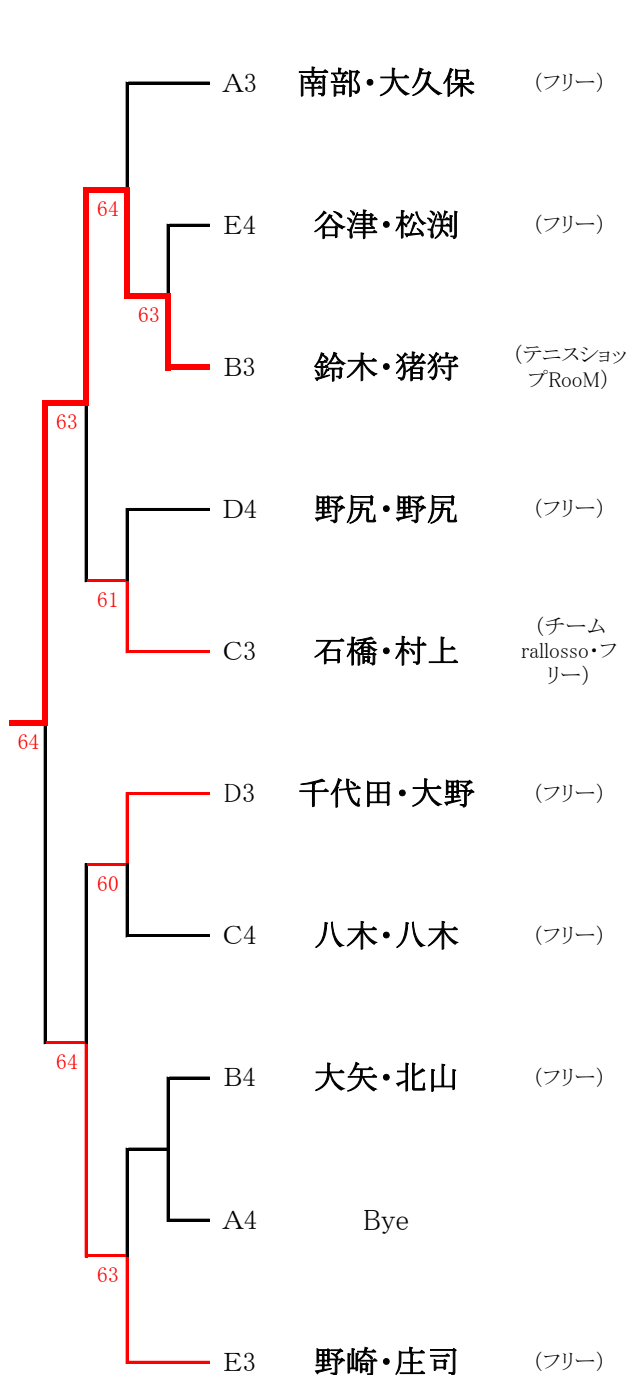 A3 南部・大久保 (フリー)
64
E4 谷津・松渕 (フリー)
63
B3 鈴木・猪狩 (テニスショッ
プRooM)
63
D4 野尻・野尻 (フリー)
61
C3 石橋・村上 (チーム
rallosso・フ
リー)
64
D3 千代田・大野 (フリー)
60
C4 八木・八木 (フリー)
64
B4 大矢・北山 (フリー)
A4 Bye
63
E3 野崎・庄司 (フリー)